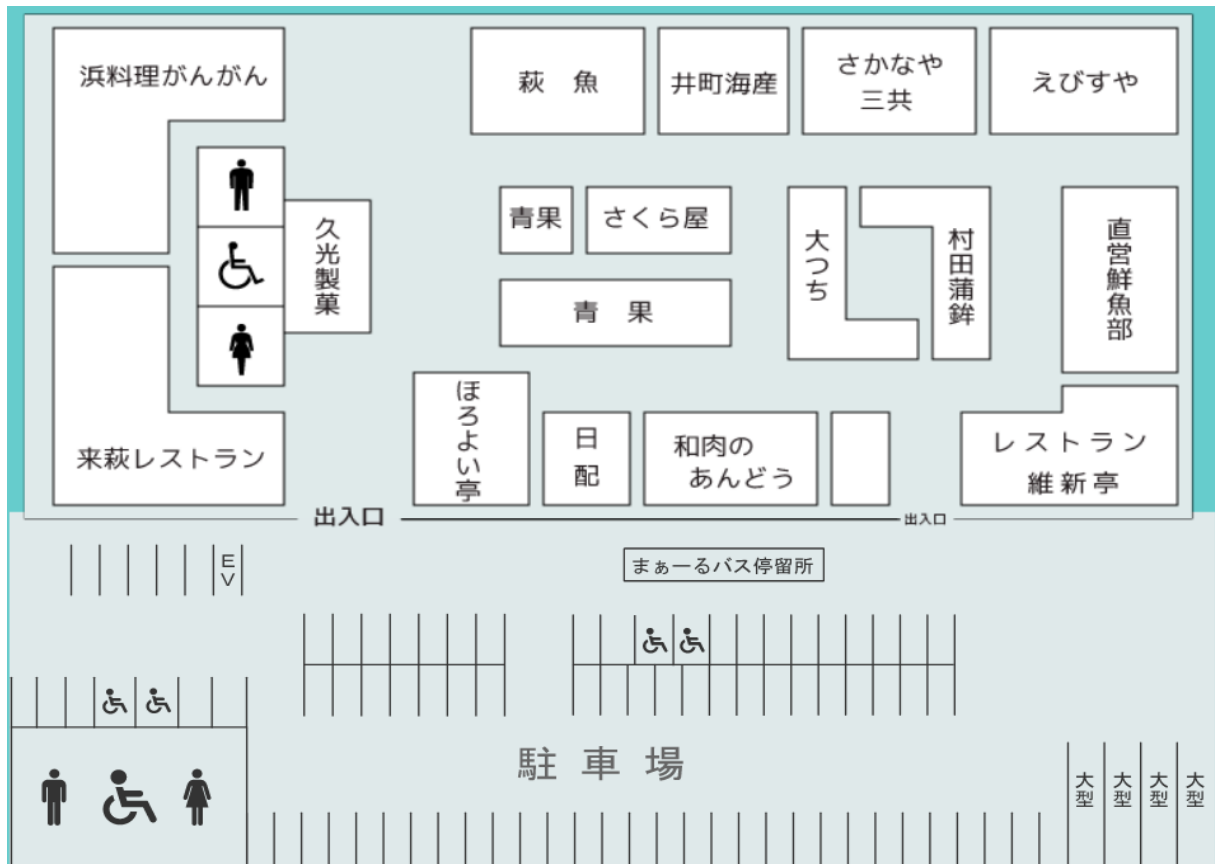 浜料理がんがん
萩 魚
井町海産
さかなや
三共
えびすや
久光製菓
青果
さくら屋
青 果
大つち
村田蒲鉾
直営鮮魚部
来萩レストラン
ほろよい亭
日配
和肉の
あんどう
レストラン
維新亭
出入口
出入口
EV
まぁーるバス停留所
駐車場
大型
大型
大型
大型